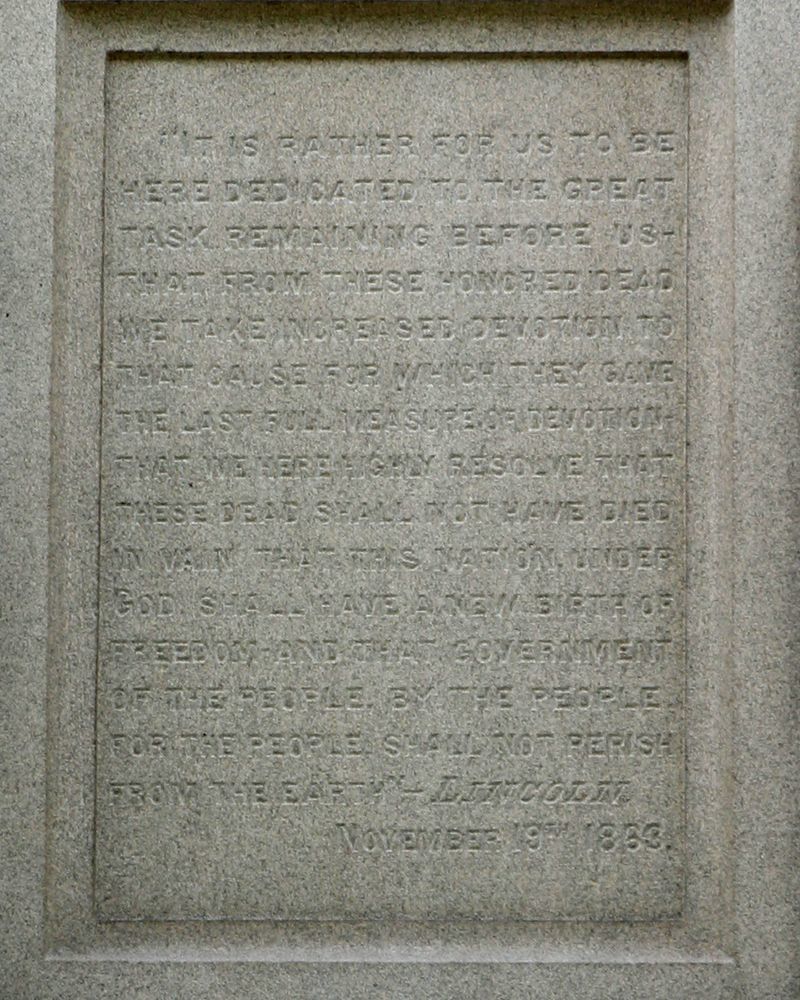 "IT IS RATHER FOR US TO BE
HERE DEDICATED TO THE GREAT
TASK REMAINING BEFORE US-
THAT FROM THESE HONORED DEAD
WE TAKE INCREASED DEVOTION TO
THAT CAUSE FOR WHICH THEY GAVE
THE LAST FULL MEASURE OF DEVOTION-
THAT WE HERE HIGHLY RESOLVE THAT
THESE DEAD SHALL NOT HAVE DIED
IN VAIN THAT THIS NATION, UNDER
GOD, SHALL HAVE A NEW BIRTH OF
FREEDOM AND THAT GOVERNMENT
OF THE PEOPLE, BY THE PEOPLE,
FOR THE PEOPLE, SHALL NOT PERISH
FROM THE EARTH"- LINCOLN
NOVEMBER 19TH, 1863.